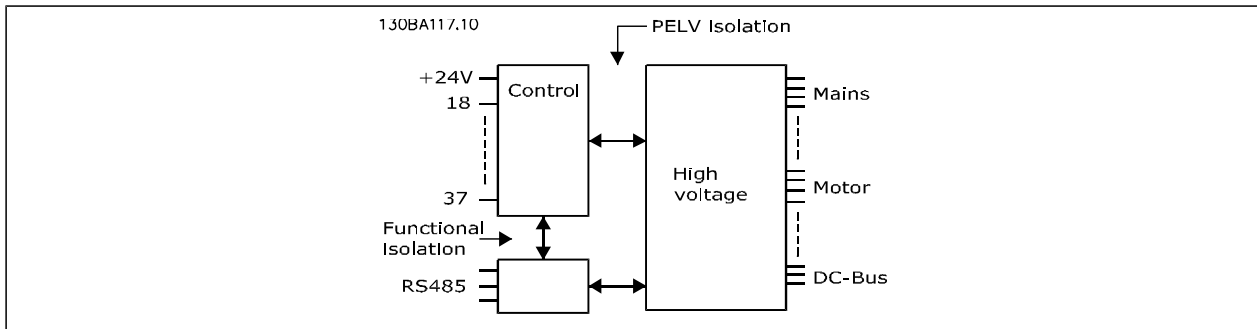 130BA117.10
PELV Isolation
+24V
18
37
Control
High
voltage
Mains
Motor
DC-Bus
Functional
isolation
RS485